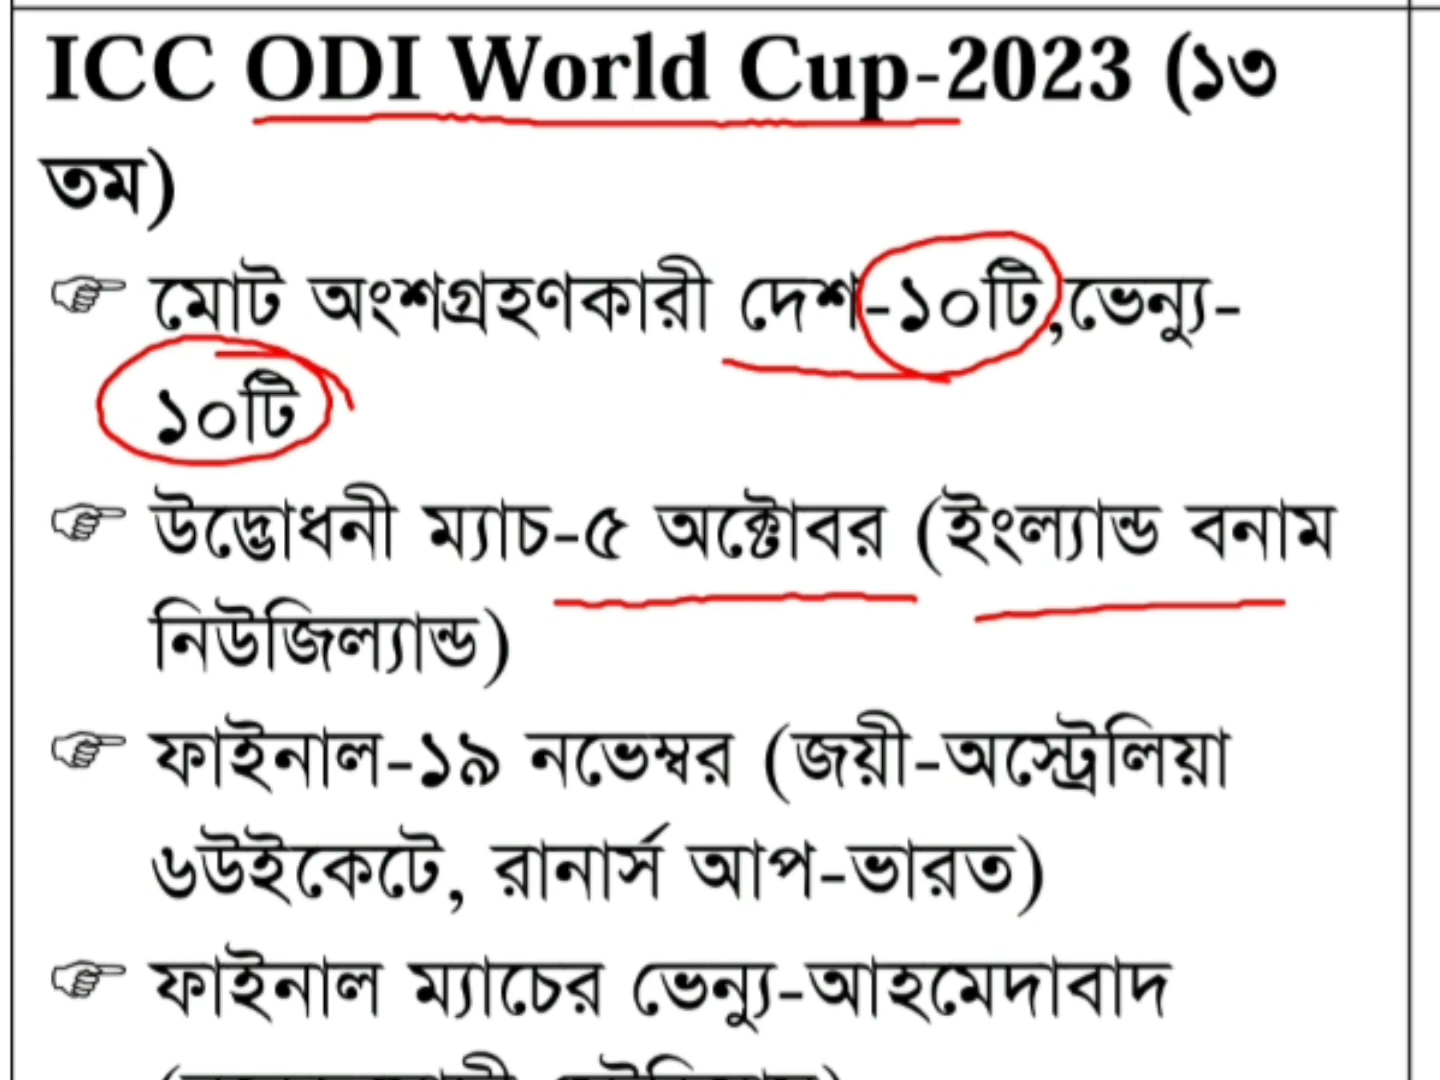 ICC ODI World Cup-2023 (১৩
তম)
☞ মোট অংশগ্রহণকারী দেশ-১০টি,ভেন্যু-
১০টি
☞ উদ্ভোধনী ম্যাচ-৫ অক্টোবর (ইংল্যান্ড বনাম
নিউজিল্যান্ড)
☞ ফাইনাল-১৯ নভেম্বর (জয়ী-অস্ট্রেলিয়া
৬উইকেটে, রানার্স আপ-ভারত)
☞ ফাইনাল ম্যাচের ভেন্যু-আহমেদাবাদ